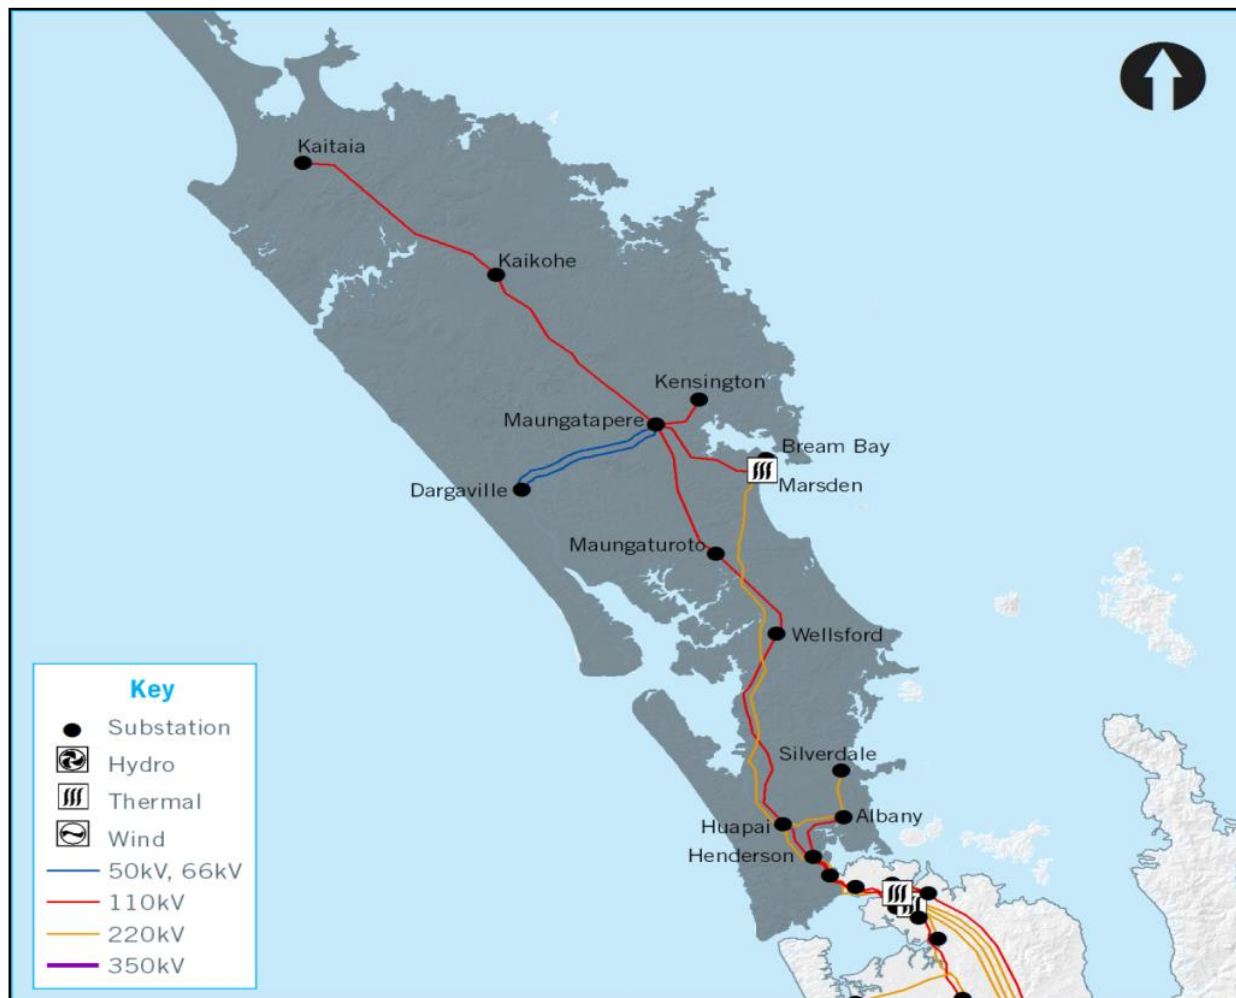 Kaitaia
Kaikohe
Kensington
Maungatapere
Bream Bay
Dargaville
Marsden
Maungaturoto
Wellsford
Silverdale
Huapai
Albany
Henderson
Key
Substation
Hydro
Thermal
Wind
50kV, 66kV
110kV
220kV
350kV